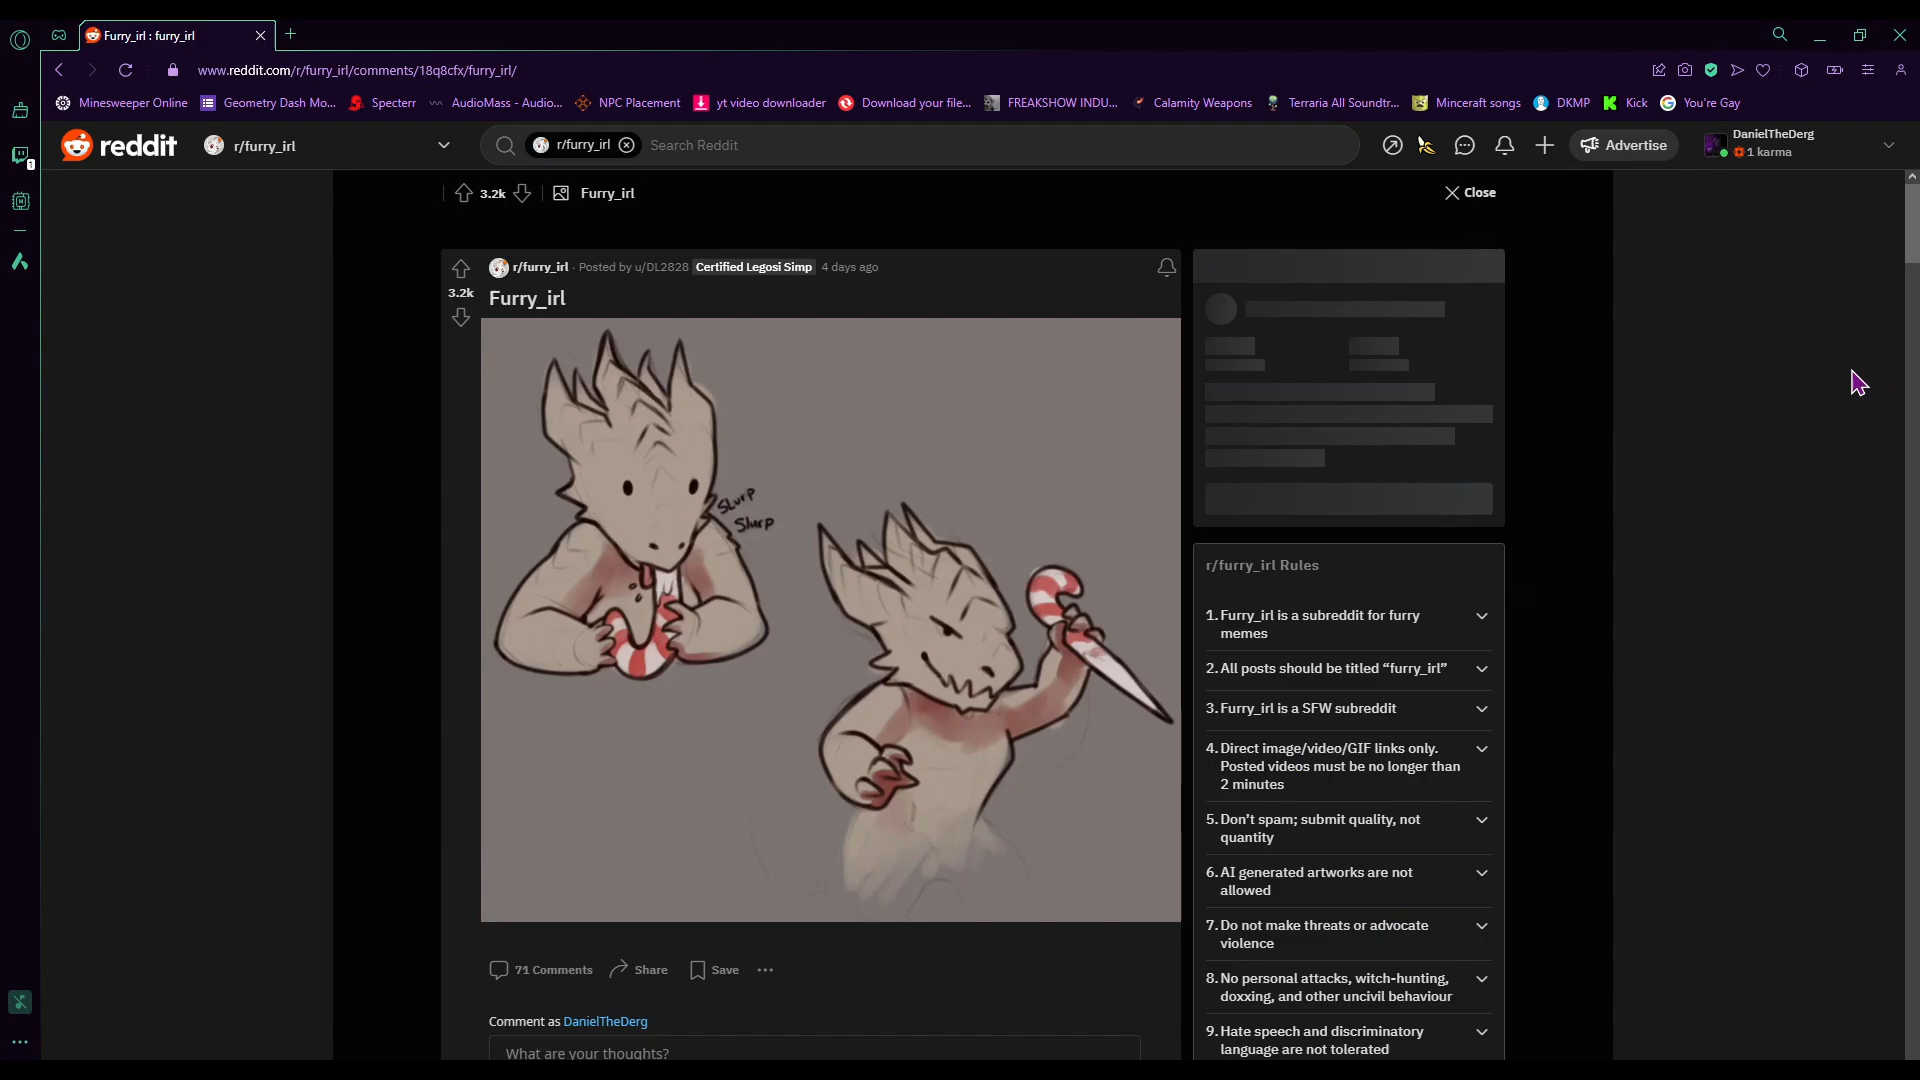 Furry_irl : furry_irl
www.reddit.com/r/furry_irl/comments/18q8cfx/furry_irl/
Minesweeper Online Geometry Dash Mo... Specterr AudioMass - Audio... NPC Placement yt video downloader Download your file... FREAKSHOW INDU... Calamity Weapons Terraria All Soundtr... Minceraft songs DKMP Kick You're Gay
reddit r/furry_irl r/furry_irl Search Reddit Advertise DanielTheDerg
1 karma
1
3.2k Furry_irl Close
r/furry_irl · Posted by u/DL2828 Certified Legosi Simp 4 days ago
3.2k
Furry_irl
Slurp
Slurp
71 Comments Share Save
Comment as DanielTheDerg
What are your thoughts?
r/furry_irl Rules
1. Furry_irl is a subreddit for furry
memes
2. All posts should be titled “furry_irl”
3. Furry_irl is a SFW subreddit
4. Direct image/video/GIF links only.
Posted videos must be no longer than
2 minutes
5. Don’t spam; submit quality, not
quantity
6. AI generated artworks are not
allowed
7. Do not make threats or advocate
violence
8. No personal attacks, witch-hunting,
doxxing, and other uncivil behaviour
9. Hate speech and discriminatory
language are not tolerated